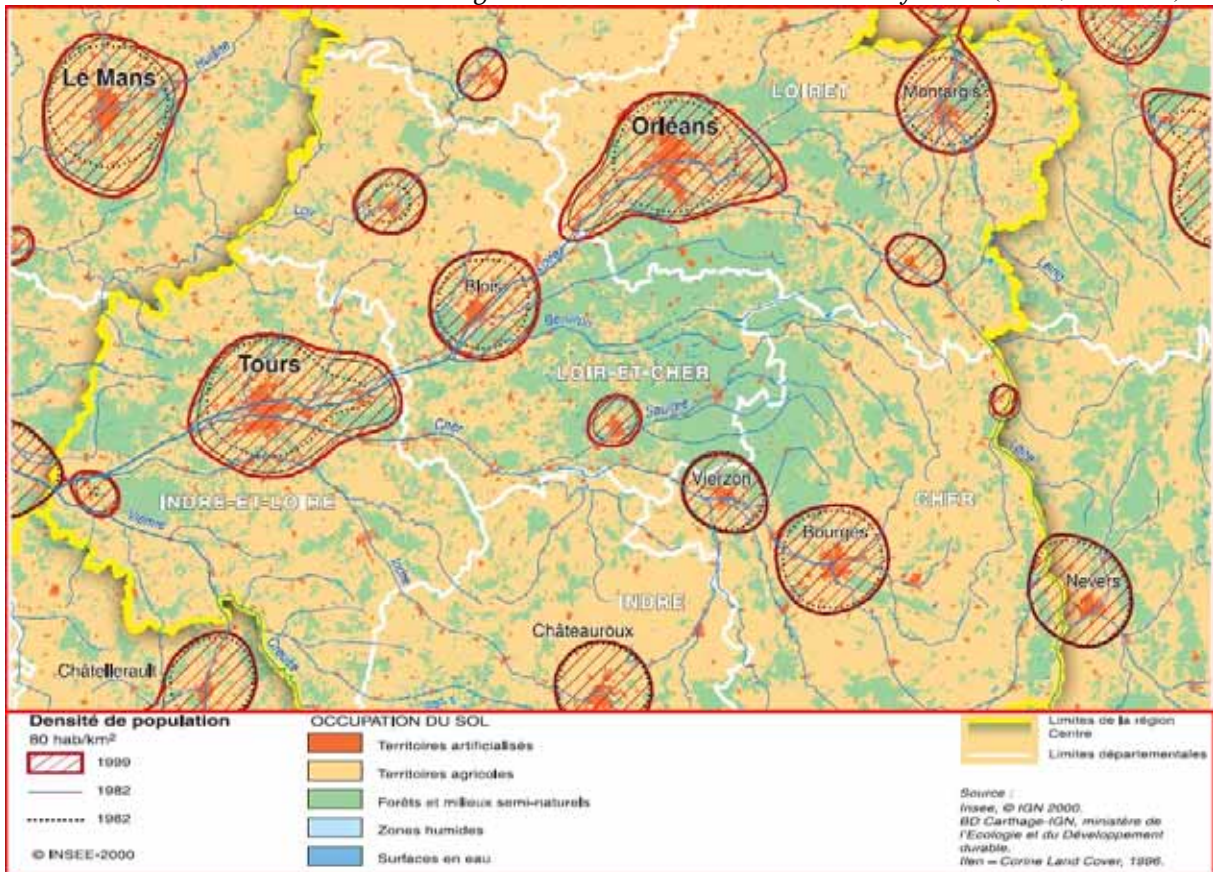 Le Mans
Huisne
LOIRET
Montargis
Orléans
Loir
Blois
Loire
Beuvron
Tours
LOIR-ET-CHER
Sauldre
Cher
Vierzon
INDRE-ET-LOIRE
Vienne
CHER
Loire
Bourges
Indre
INDRE
Nevers
Châteauroux
Châtellerault
Creuse
Densité de population
80 hab/km²
1999
1982
1962
© INSEE-2000
OCCUPATION DU SOL
Territoires artificialisés
Territoires agricoles
Forêts et milieux semi-naturels
Zones humides
Surfaces en eau
Limites de la région
Centre
Limites départementales
Source :
Insee, © IGN 2000.
BD Carthage-IGN, ministère de
l'Ecologie et du Développement
durable.
Ifen – Corine Land Cover, 1996.